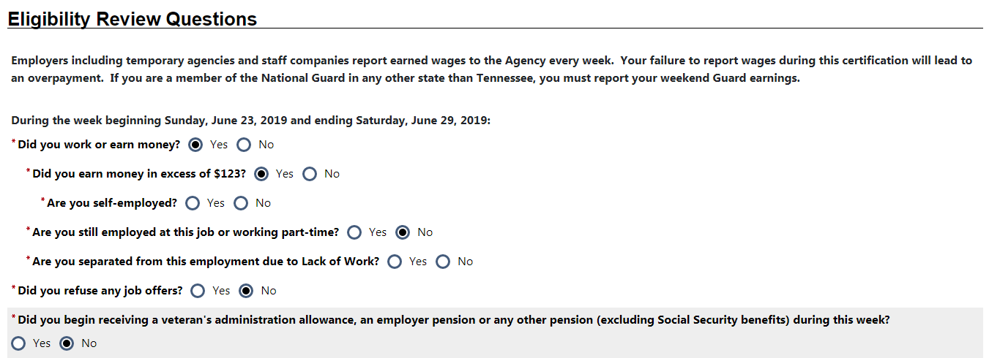 Eligibility Review Questions
Employers including temporary agencies and staff companies report earned wages to the Agency every week.  Your failure to report wages during this certification will lead to
an overpayment.  If you are a member of the National Guard in any other state than Tennessee, you must report your weekend Guard earnings.
During the week beginning Sunday, June 23, 2019 and ending Saturday, June 29, 2019:
*Did you work or earn money? Yes No
*Did you earn money in excess of $123? Yes No
*Are you self-employed? Yes No
*Are you still employed at this job or working part-time? Yes No
*Are you separated from this employment due to Lack of Work? Yes No
*Did you refuse any job offers? Yes No
*Did you begin receiving a veteran's administration allowance, an employer pension or any other pension (excluding Social Security benefits) during this week?
Yes No